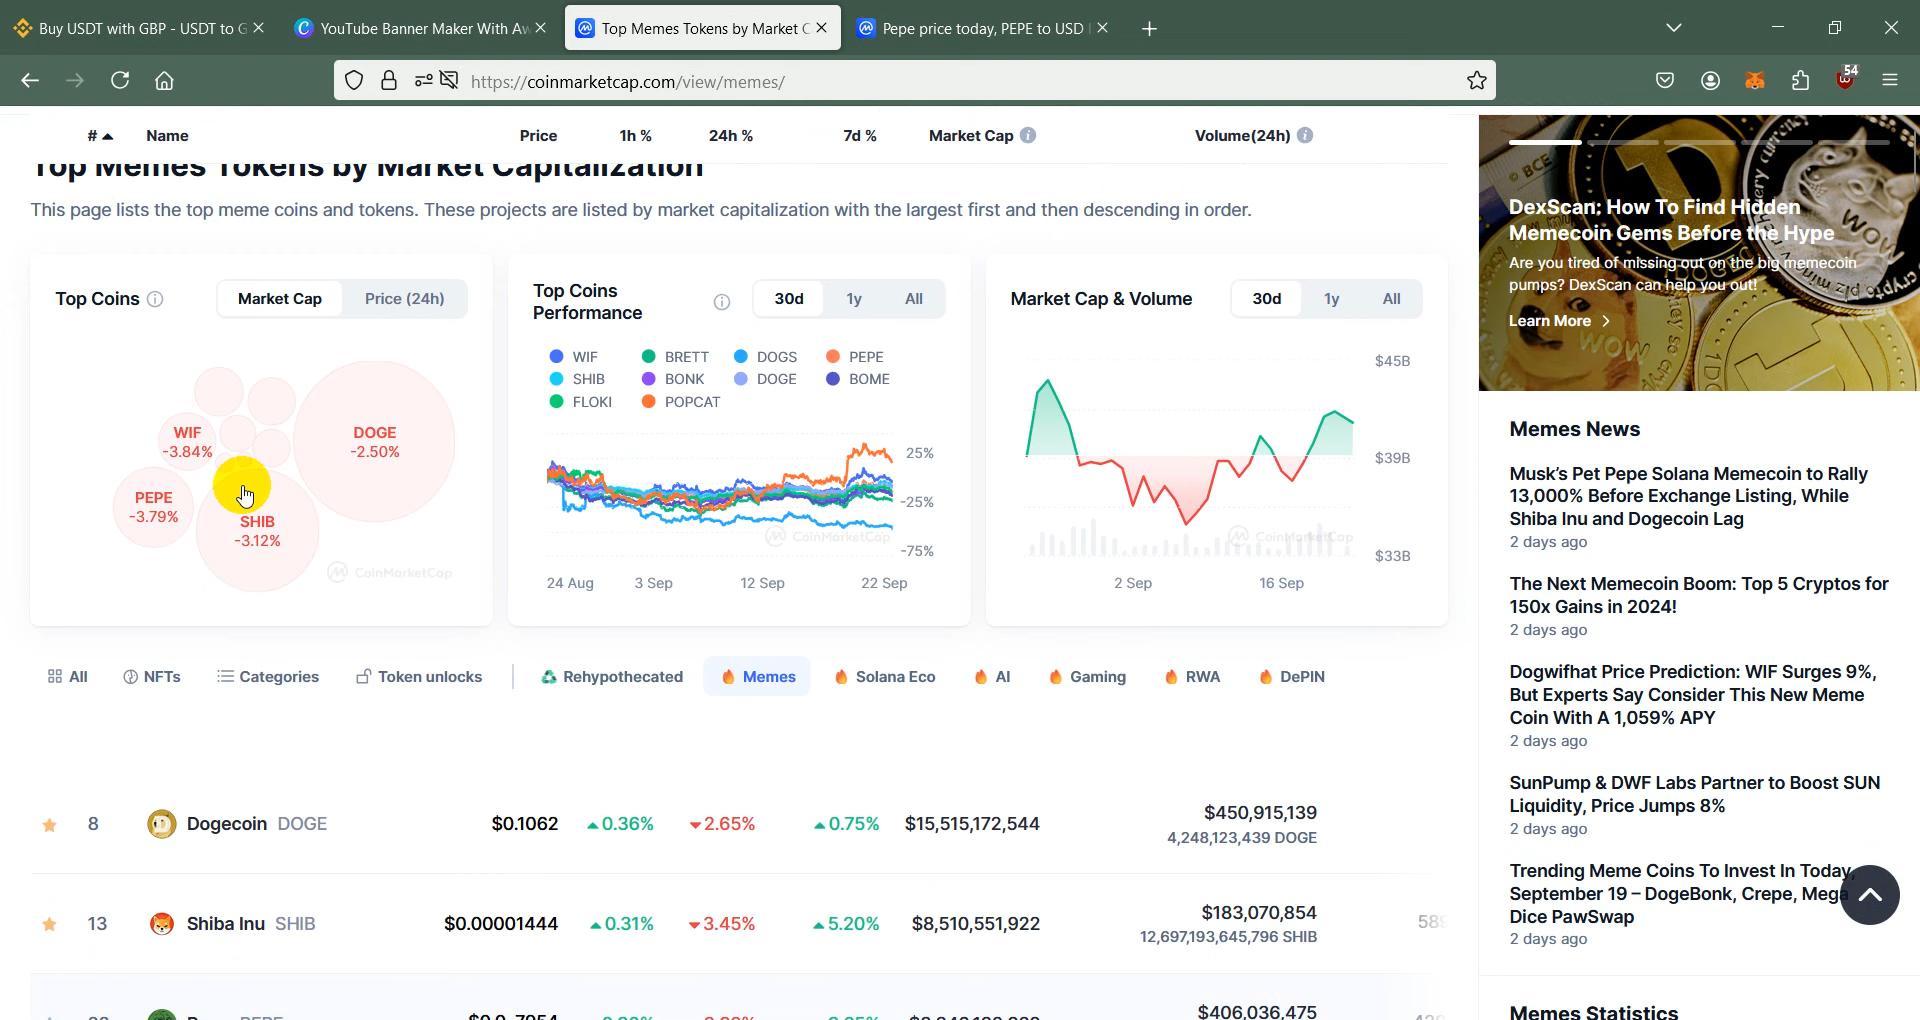 Buy USDT with GBP - USDT to G
YouTube Banner Maker With Aw
Top Memes Tokens by Market C
Pepe price today, PEPE to USD
https://coinmarketcap.com/view/memes/
54
# Name Price 1h % 24h % 7d % Market Cap Volume(24h)
Top Memes Tokens by Market Capitalization
This page lists the top meme coins and tokens. These projects are listed by market capitalization with the largest first and then descending in order.
Top Coins
Market Cap Price (24h)
WIF
-3.84%
DOGE
-2.50%
PEPE
-3.79%
SHIB
-3.12%
CoinMarketCap
Top Coins
Performance
30d 1y All
WIF BRETT DOGS PEPE
SHIB BONK DOGE BOME
FLOKI POPCAT
25%
-25%
-75%
CoinMarketCap
24 Aug 3 Sep 12 Sep 22 Sep
Market Cap & Volume
30d 1y All
$45B
$39B
$33B
CoinMarketCap
2 Sep 16 Sep
All NFTs Categories Token unlocks Rehypothecated Memes Solana Eco AI Gaming RWA DePIN
8 Dogecoin DOGE $0.1062 0.36% 2.65% 0.75% $15,515,172,544 $450,915,139
4,248,123,439 DOGE
13 Shiba Inu SHIB $0.00001444 0.31% 3.45% 5.20% $8,510,551,922 $183,070,854
12,697,193,645,796 SHIB
$406,036,475
DexScan: How To Find Hidden
Memecoin Gems Before the Hype
Are you tired of missing out on the big memecoin
pumps? DexScan can help you out!
Learn More
Memes News
Musk's Pet Pepe Solana Memecoin to Rally
13,000% Before Exchange Listing, While
Shiba Inu and Dogecoin Lag
2 days ago
The Next Memecoin Boom: Top 5 Cryptos for
150x Gains in 2024!
2 days ago
Dogwifhat Price Prediction: WIF Surges 9%,
But Experts Say Consider This New Meme
Coin With A 1,059% APY
2 days ago
SunPump & DWF Labs Partner to Boost SUN
Liquidity, Price Jumps 8%
2 days ago
Trending Meme Coins To Invest In Today,
September 19 – DogeBonk, Crepe, Mega
Dice PawSwap
2 days ago
Memes Statistics